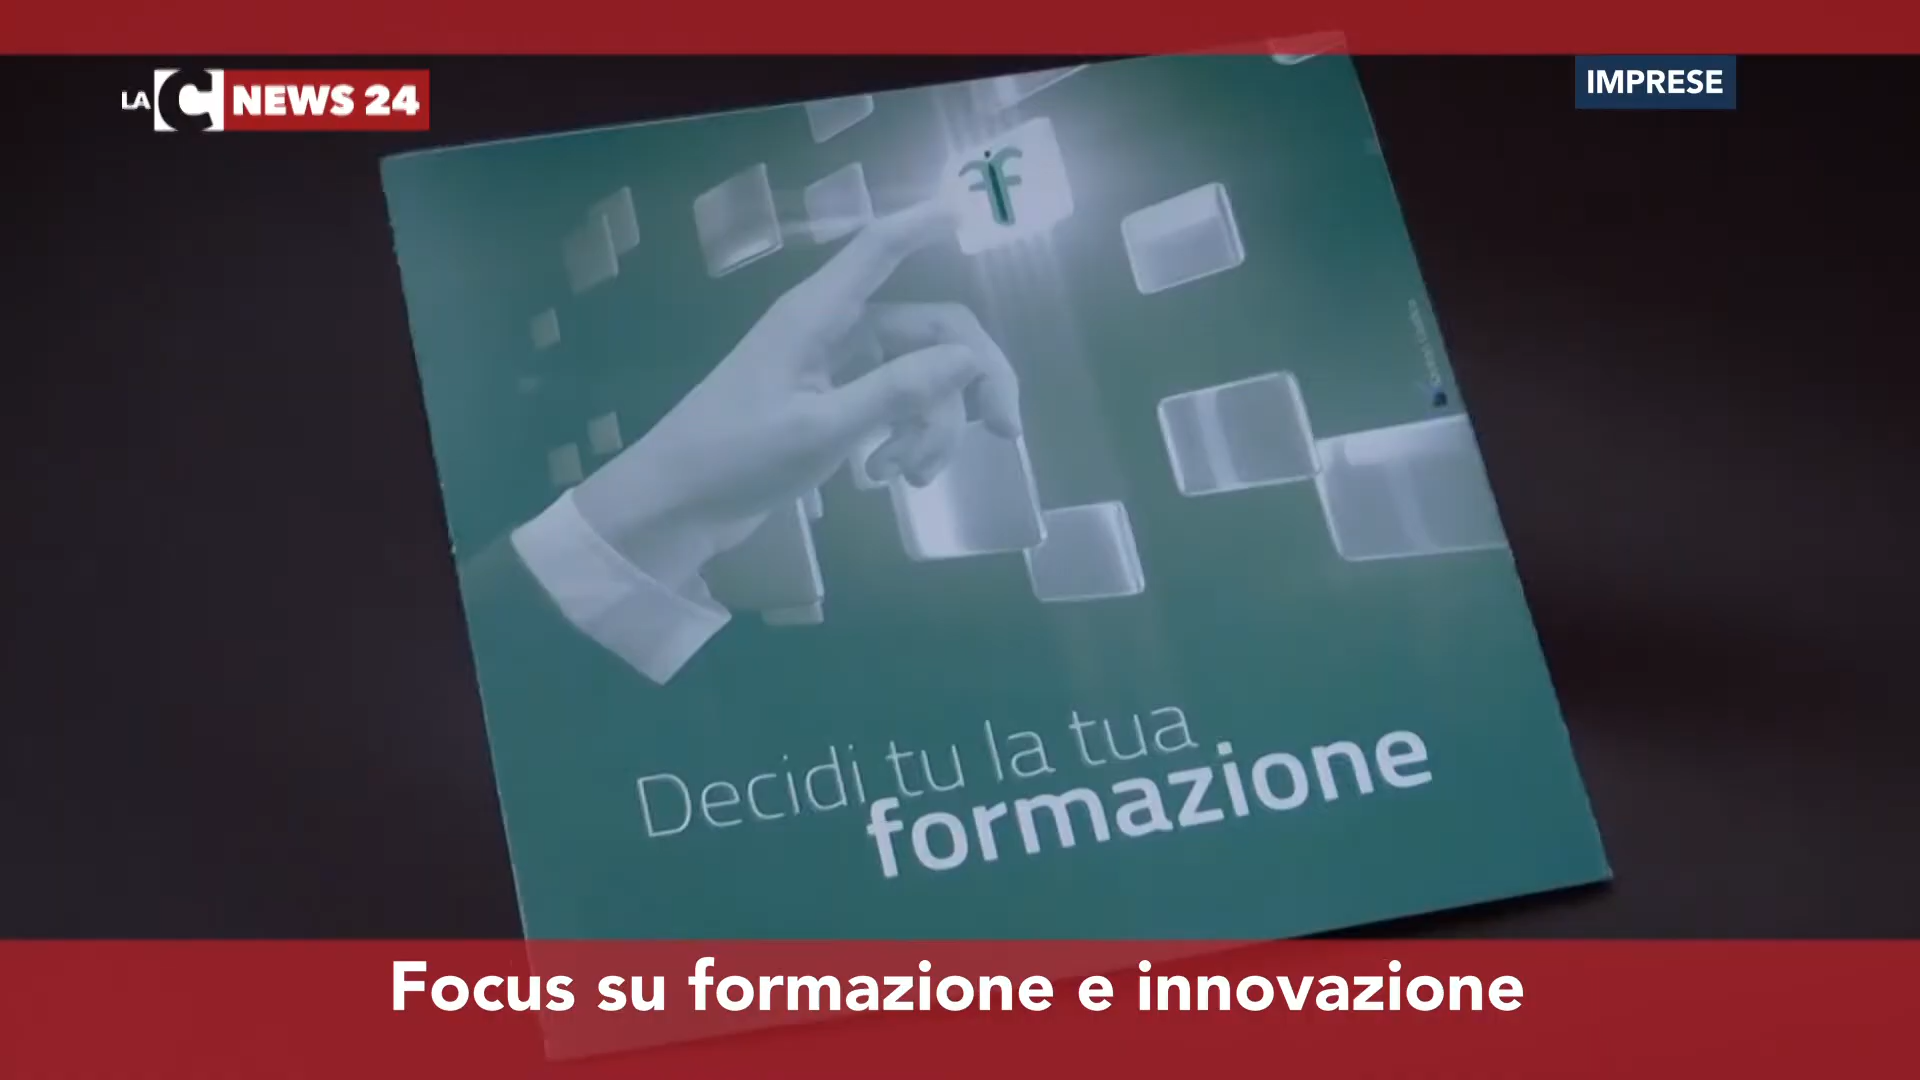 LA C NEWS 24
IMPRESE
Decidi tu la tua
formazione
Focus su formazione e innovazione